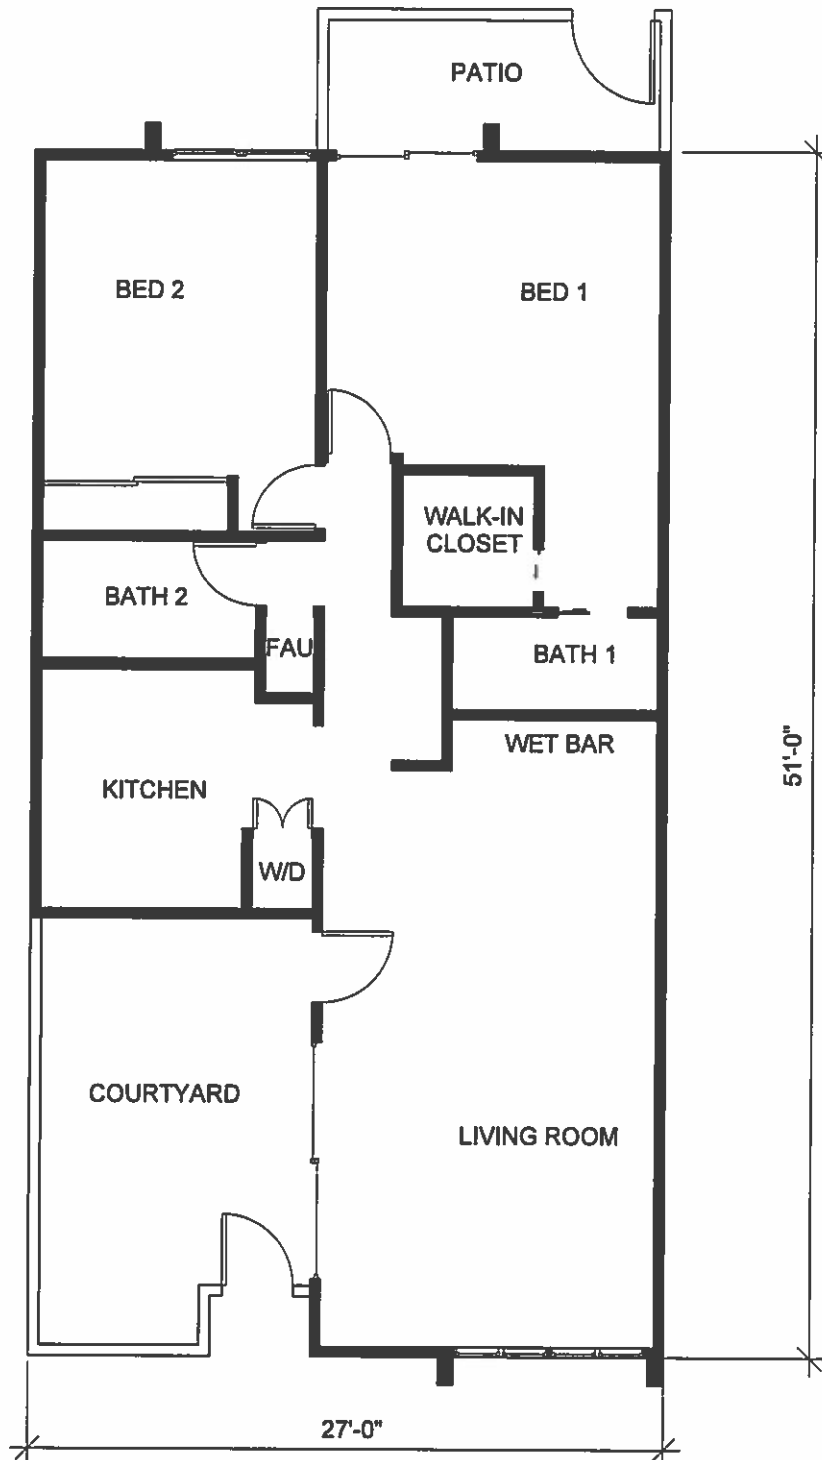 PATIO
BED 2
BED 1
WALK-IN
CLOSET
BATH 2
FAU
BATH 1
WET BAR
51'-0"
KITCHEN
W/D
COURTYARD
LIVING ROOM
27'-0"